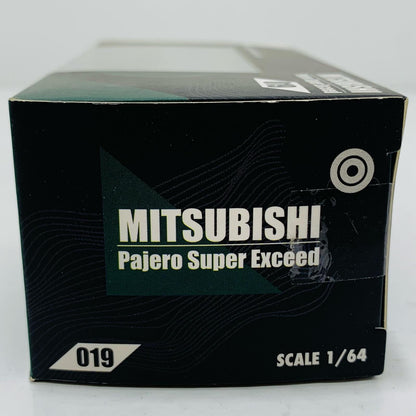 MITSUBISHI
Pajero Super Exceed
019
SCALE 1/64